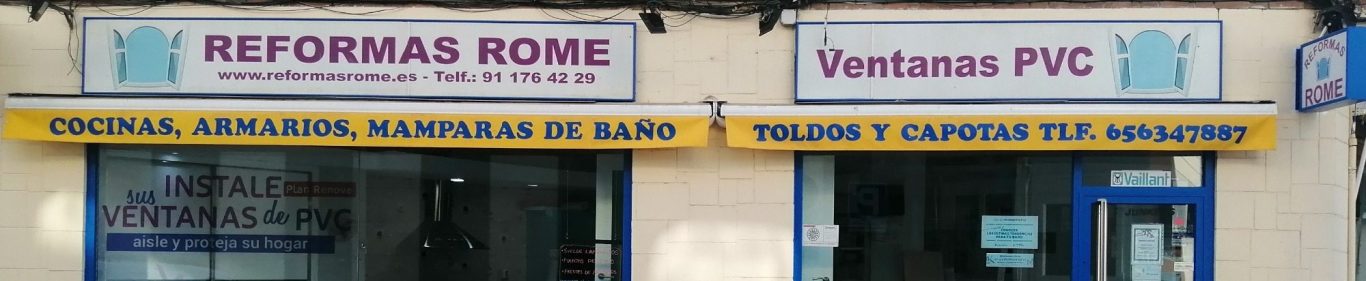 REFORMAS ROME
www.reformasrome.es - Telf.: 91 176 42 29
Ventanas PVC
REFORMAS
ROME
COCINAS, ARMARIOS, MAMPARAS DE BAÑO
TOLDOS Y CAPOTAS TLF. 656347887
INSTALE Plan Renove
sus
VENTANAS de PVC
aisle y proteja su hogar
Vaillant